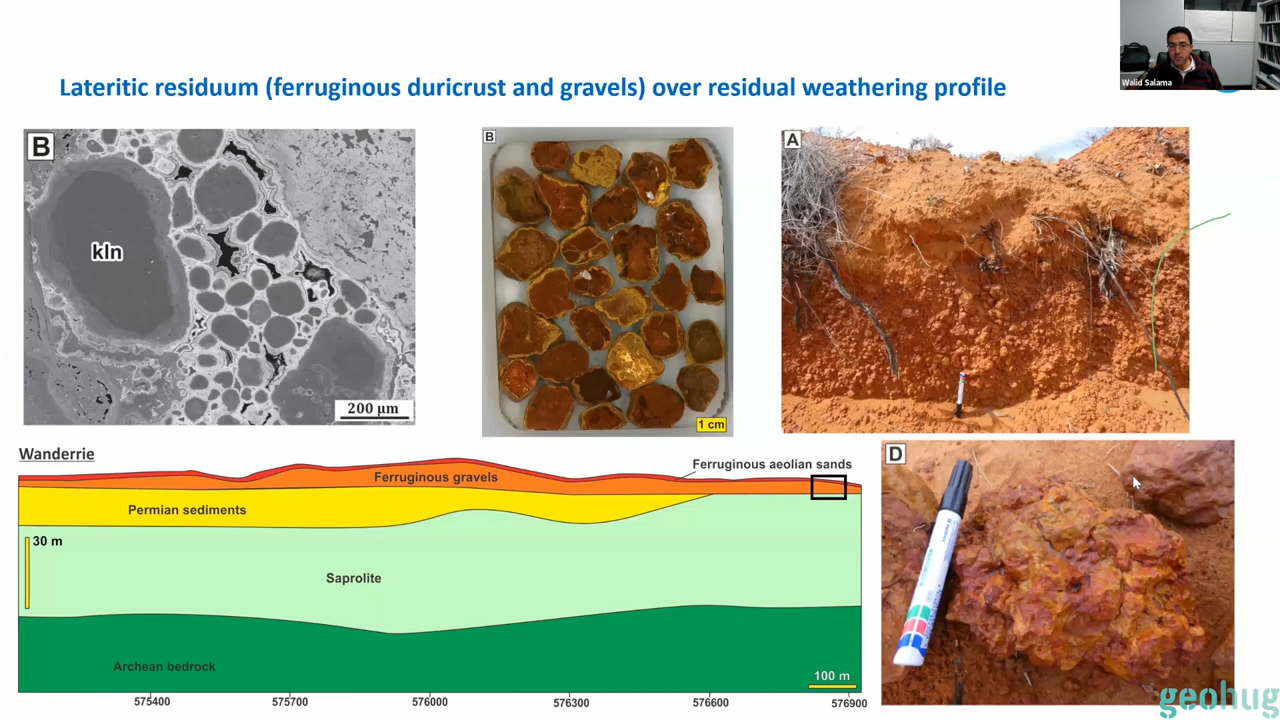 Walid Salama
Lateritic residuum (ferruginous duricrust and gravels) over residual weathering profile
B
kln
200 µm
B
1 cm
A
D
Wanderrie
Ferruginous aeolian sands
Ferruginous gravels
Permian sediments
30 m
Saprolite
Archean bedrock
100 m
575400
575700
576000
576300
576600
576900
geohug